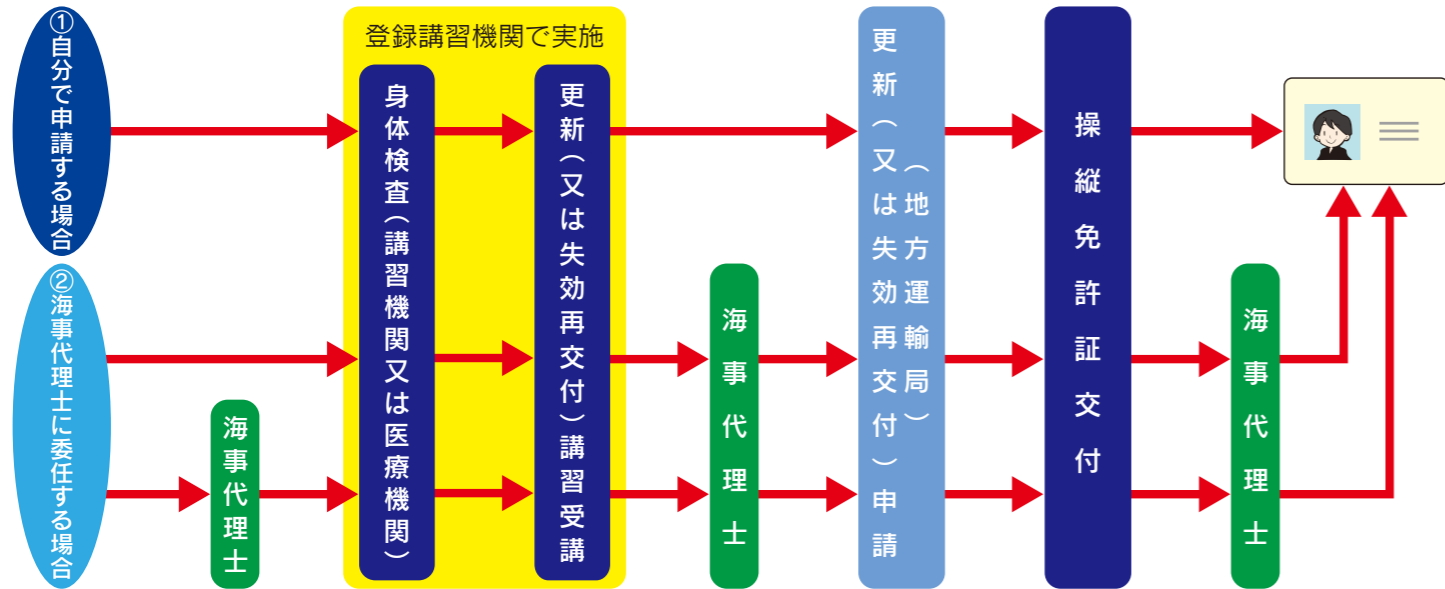 ①自分で申請する場合
②海事代理士に委任する場合
海事代理士
登録講習機関で実施
身体検査（講習機関又は医療機関）
更新（又は失効再交付）講習受講
海事代理士
更新（又は失効再交付）申請
（地方運輸局）
操縦免許証交付
海事代理士